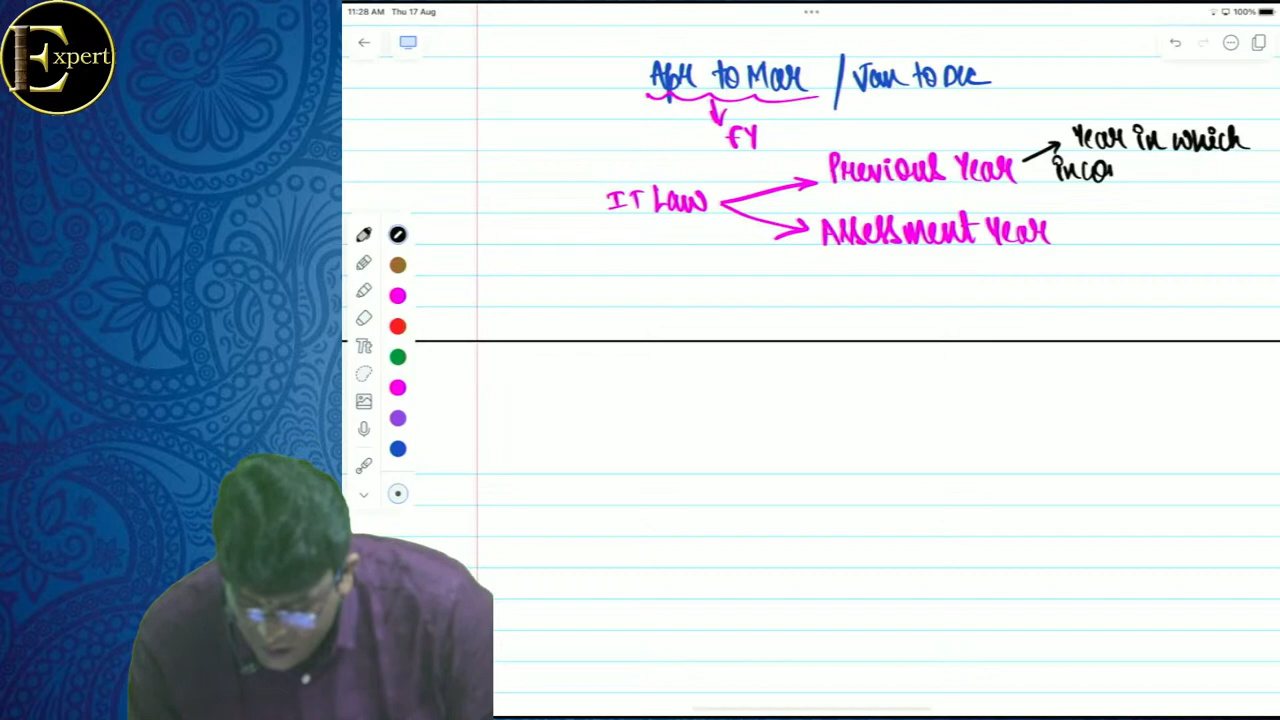 Expert
11:28 AM Thu 17 Aug
100%
Apr to Mar / Jan to Dec
FY
Year in which
Previous Year
inco
IT Law
Assessment Year
Tt